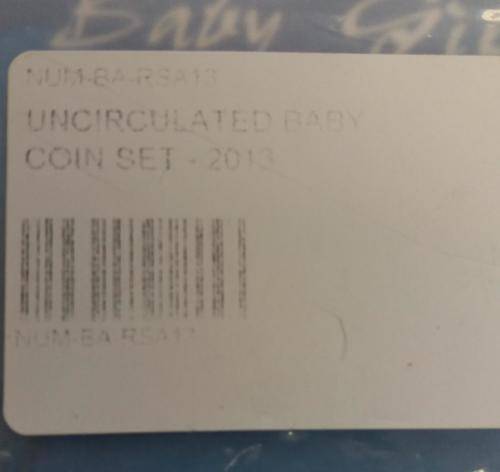 Baby
NUM-BA-RSA13
UNCIRCULATED BABY
COIN SET - 2013
NUM-BA-RSA13